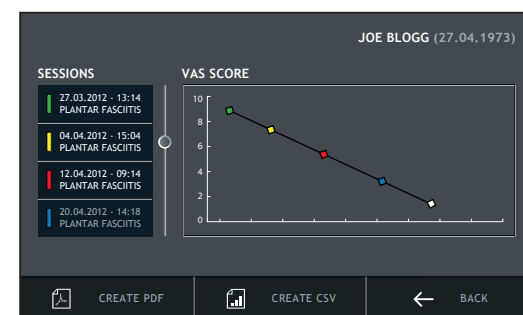 JOE BLOGG (27.04.1973)
SESSIONS
27.03.2012 - 13:14
PLANTAR FASCIITIS
04.04.2012 - 15:04
PLANTAR FASCIITIS
12.04.2012 - 09:14
PLANTAR FASCIITIS
20.04.2012 - 14:18
PLANTAR FASCIITIS
VAS SCORE
10
8
6
4
2
0
CREATE PDF
CREATE CSV
BACK